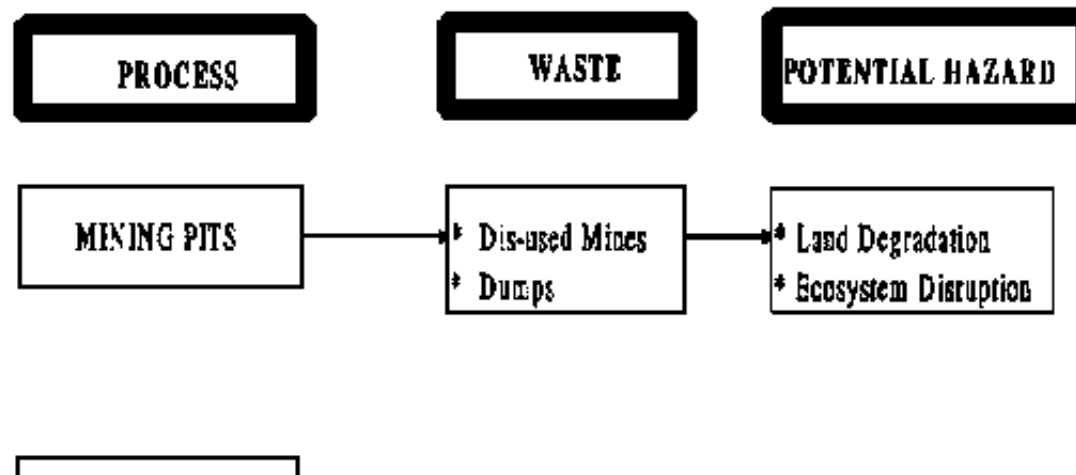 PROCESS
WASTE
POTENTIAL HAZARD
MINING PITS
* Dis-used Mines
* Dumps
* Land Degradation
* Ecosystem Disruption